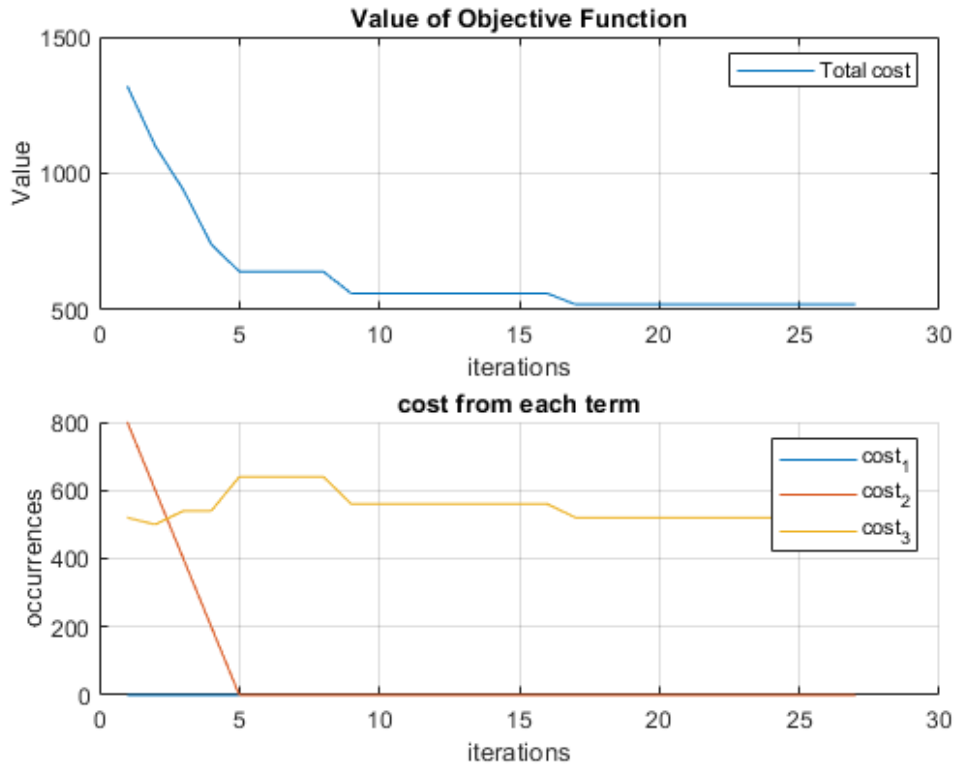 Value of Objective Function
1500
1000
500
Value
Total cost
0 5 10 15 20 25 30
iterations
cost from each term
800
600
400
200
0
occurrences
cost₁
cost₂
cost₃
0 5 10 15 20 25 30
iterations